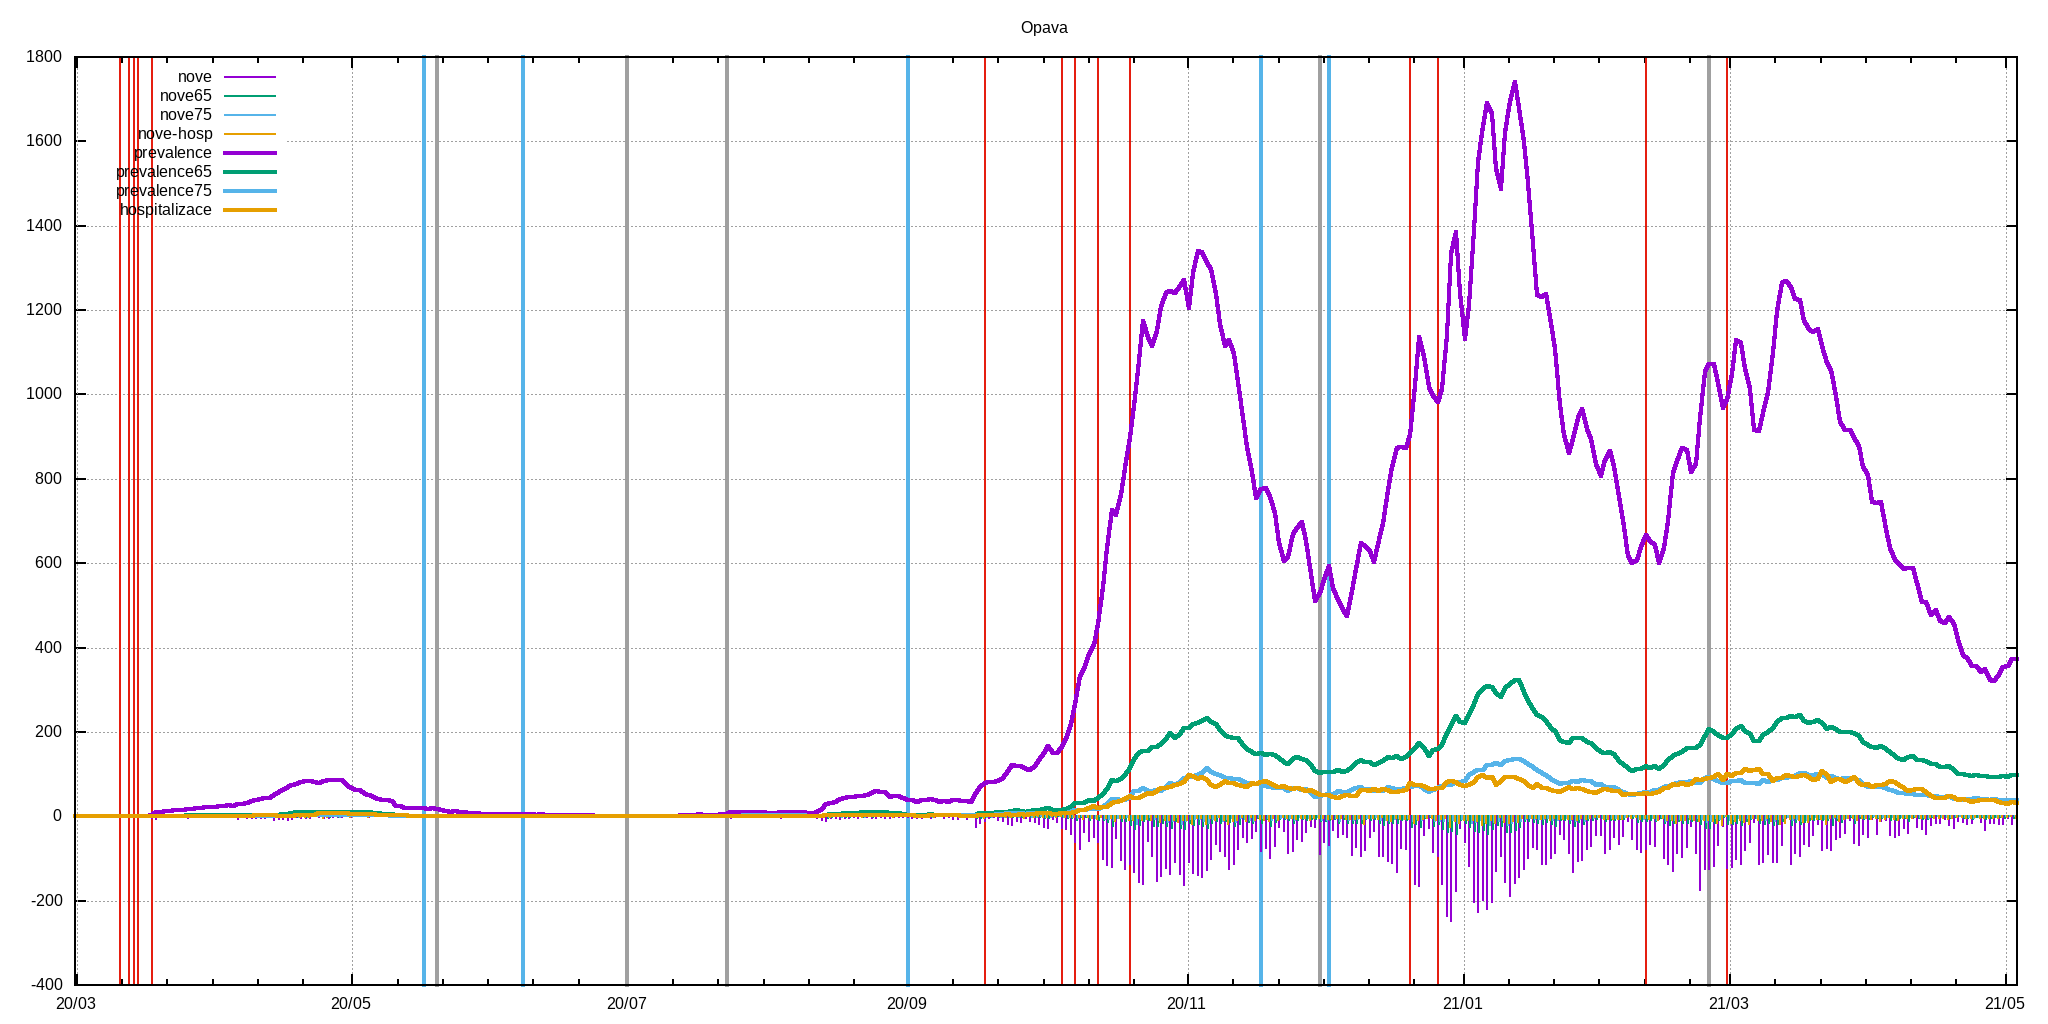 Opava
1800
1600
1400
1200
1000
800
600
400
200
0
-200
-400
nove
nove65
nove75
nove-hosp
prevalence
prevalence65
prevalence75
hospitalizace
20/03 20/05 20/07 20/09 20/11 21/01 21/03 21/05